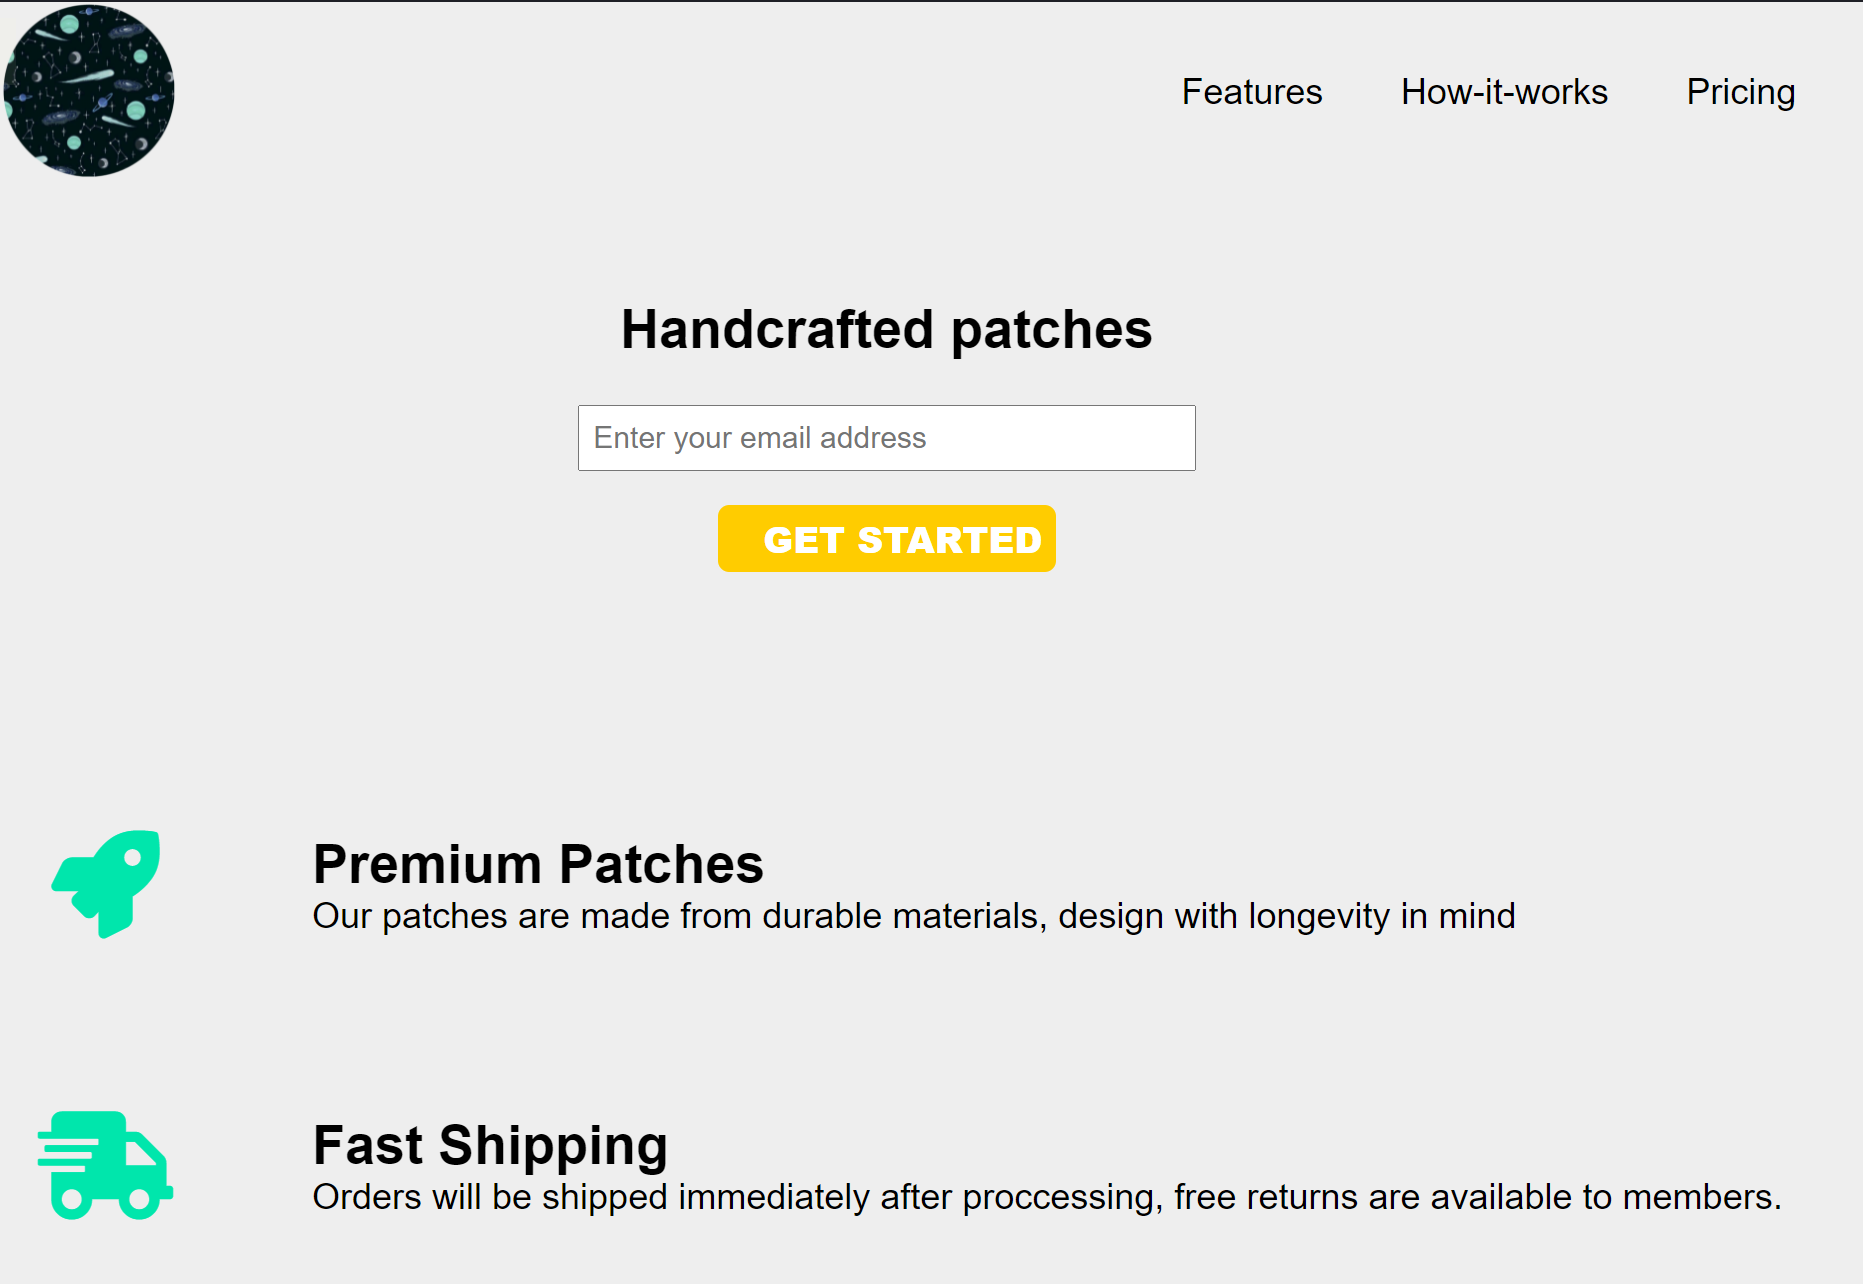 Features How-it-works Pricing
Handcrafted patches
Enter your email address
GET STARTED
Premium Patches
Our patches are made from durable materials, design with longevity in mind
Fast Shipping
Orders will be shipped immediately after proccessing, free returns are available to members.